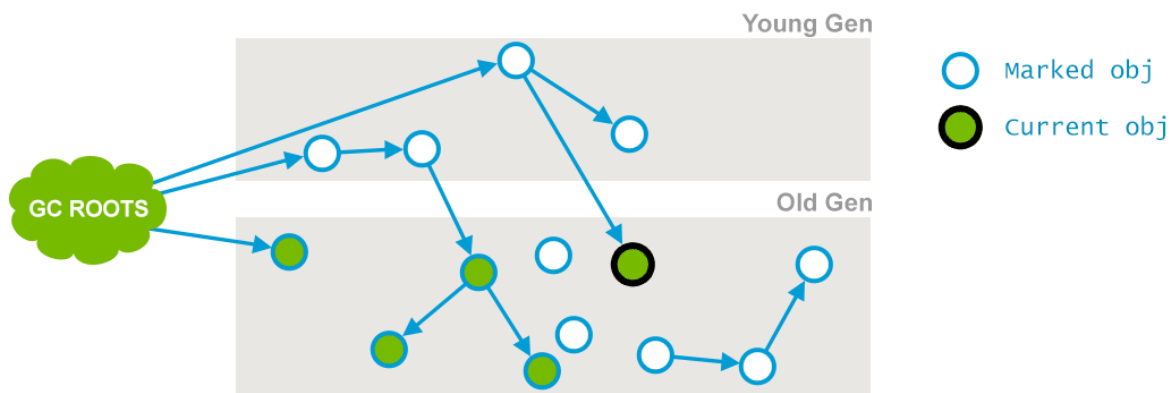 Young Gen
Marked obj
Current obj
GC ROOTS
Old Gen